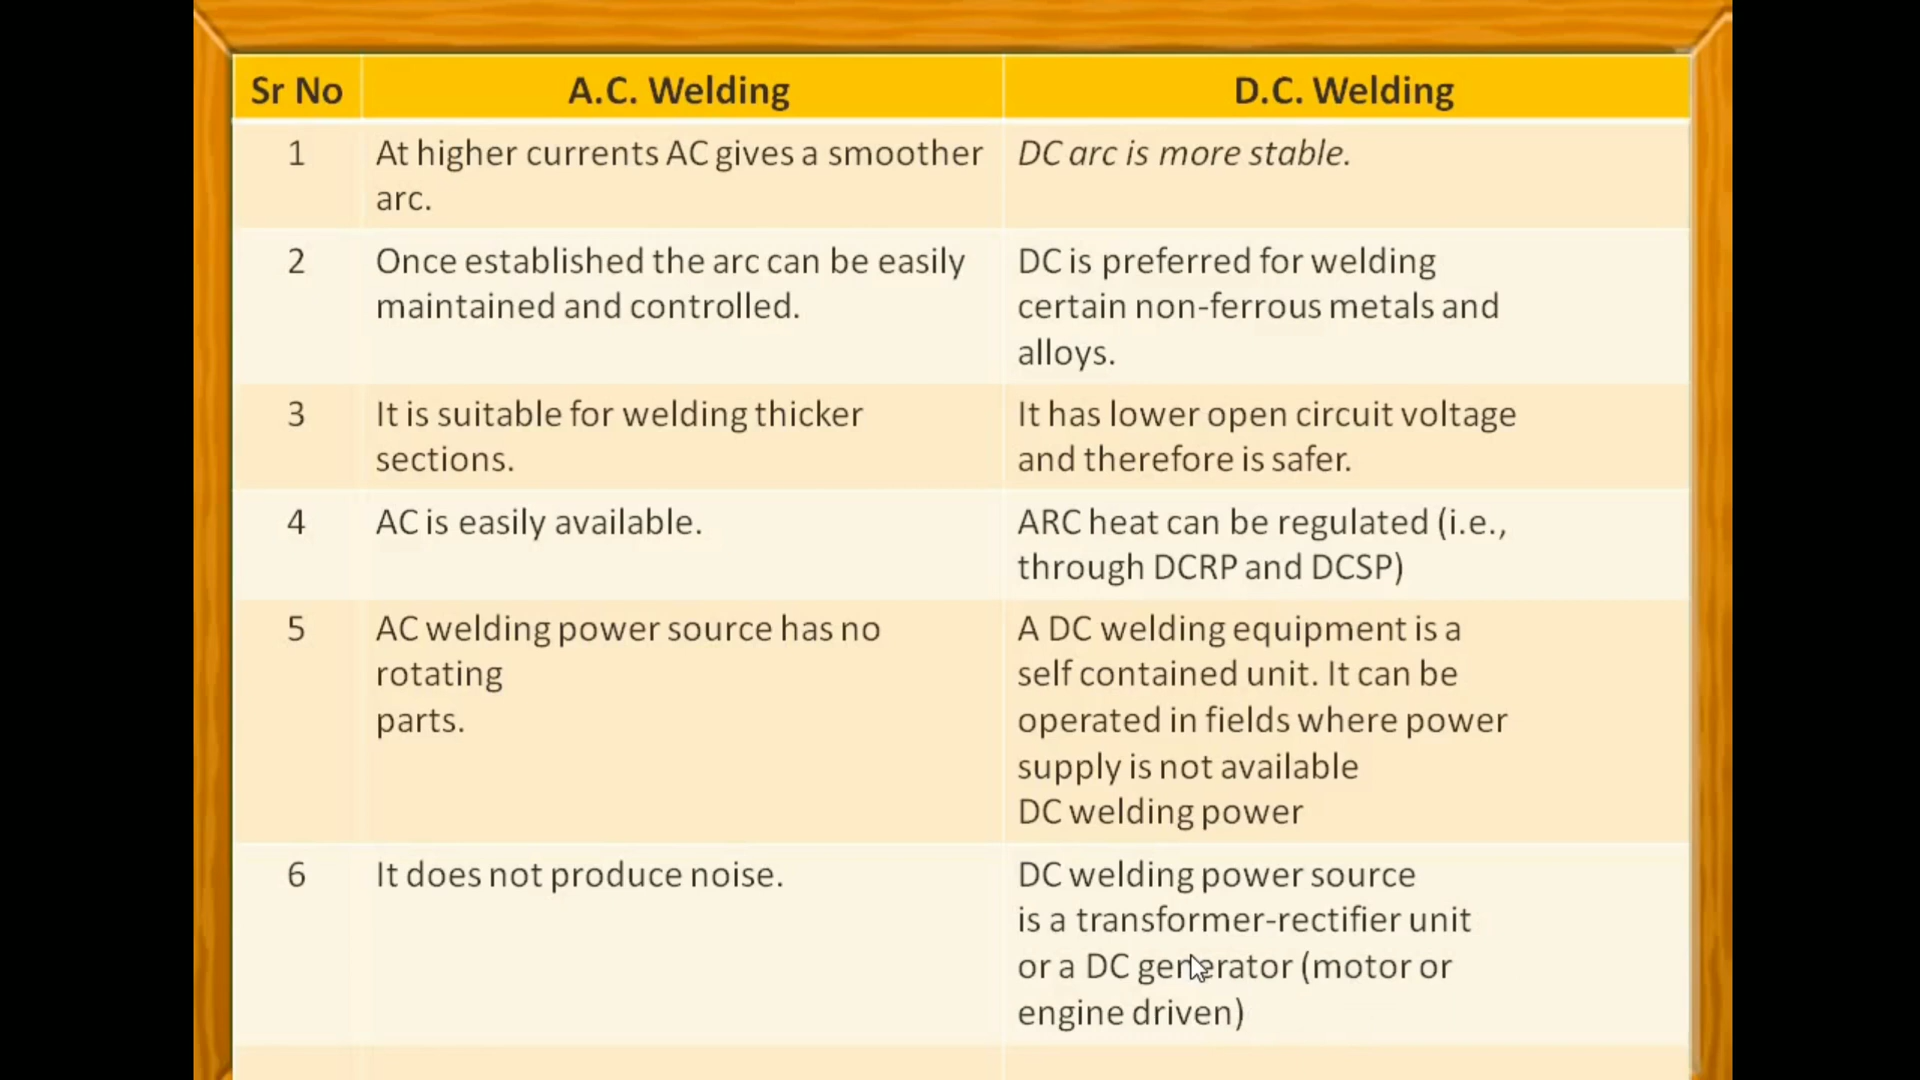 Sr No A.C. Welding D.C. Welding
1 At higher currents AC gives a smoother DC arc is more stable.
arc.
2 Once established the arc can be easily DC is preferred for welding
maintained and controlled. certain non-ferrous metals and
alloys.
3 It is suitable for welding thicker It has lower open circuit voltage
sections. and therefore is safer.
4 AC is easily available. ARC heat can be regulated (i.e.,
through DCRP and DCSP)
5 AC welding power source has no A DC welding equipment is a
rotating self contained unit. It can be
parts. operated in fields where power
supply is not available
DC welding power
6 It does not produce noise. DC welding power source
is a transformer-rectifier unit
or a DC generator (motor or
engine driven)